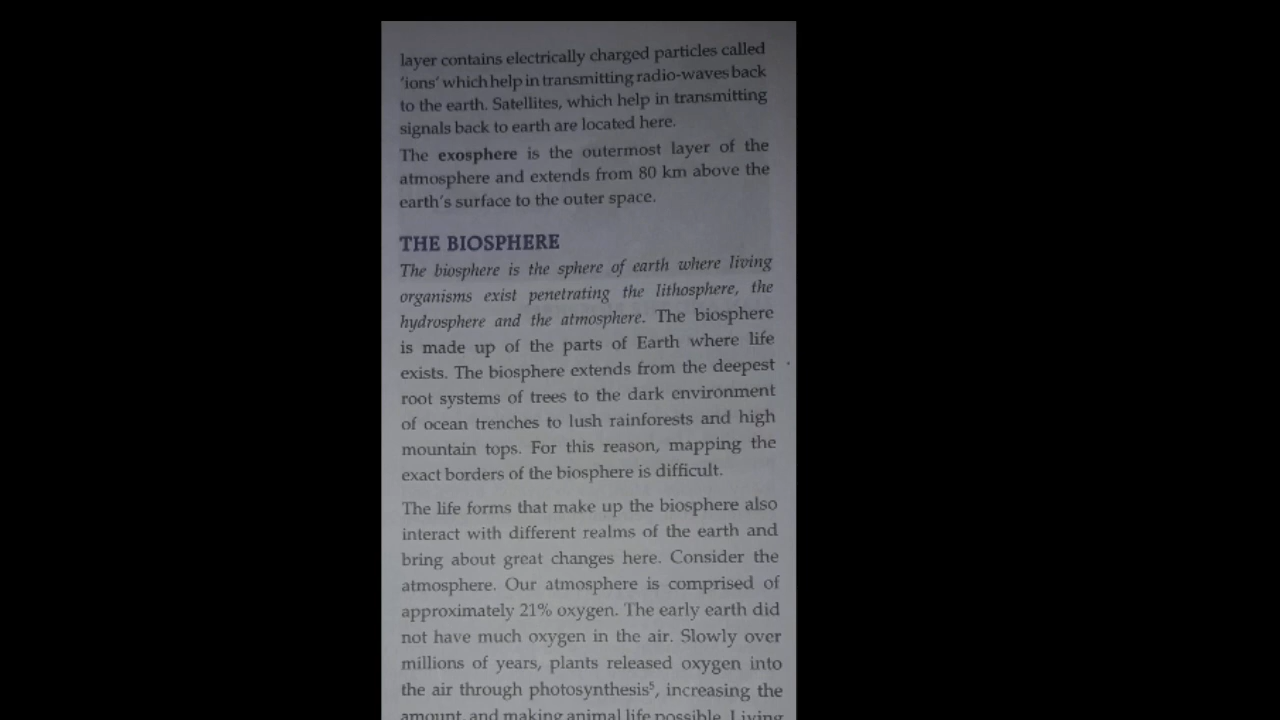 layer contains electrically charged particles called
'ions' which help in transmitting radio-waves back
to the earth. Satellites, which help in transmitting
signals back to earth are located here.
The exosphere is the outermost layer of the
atmosphere and extends from 80 km above the
earth's surface to the outer space.
THE BIOSPHERE
The biosphere is the sphere of earth where living
organisms exist penetrating the lithosphere, the
hydrosphere and the atmosphere. The biosphere
is made up of the parts of Earth where life
exists. The biosphere extends from the deepest
root systems of trees to the dark environment
of ocean trenches to lush rainforests and high
mountain tops. For this reason, mapping the
exact borders of the biosphere is difficult.
The life forms that make up the biosphere also
interact with different realms of the earth and
bring about great changes here. Consider the
atmosphere. Our atmosphere is comprised of
approximately 21% oxygen. The early earth did
not have much oxygen in the air. Slowly over
millions of years, plants released oxygen into
the air through photosynthesis⁵, increasing the
amount, and making animal life possible. Living